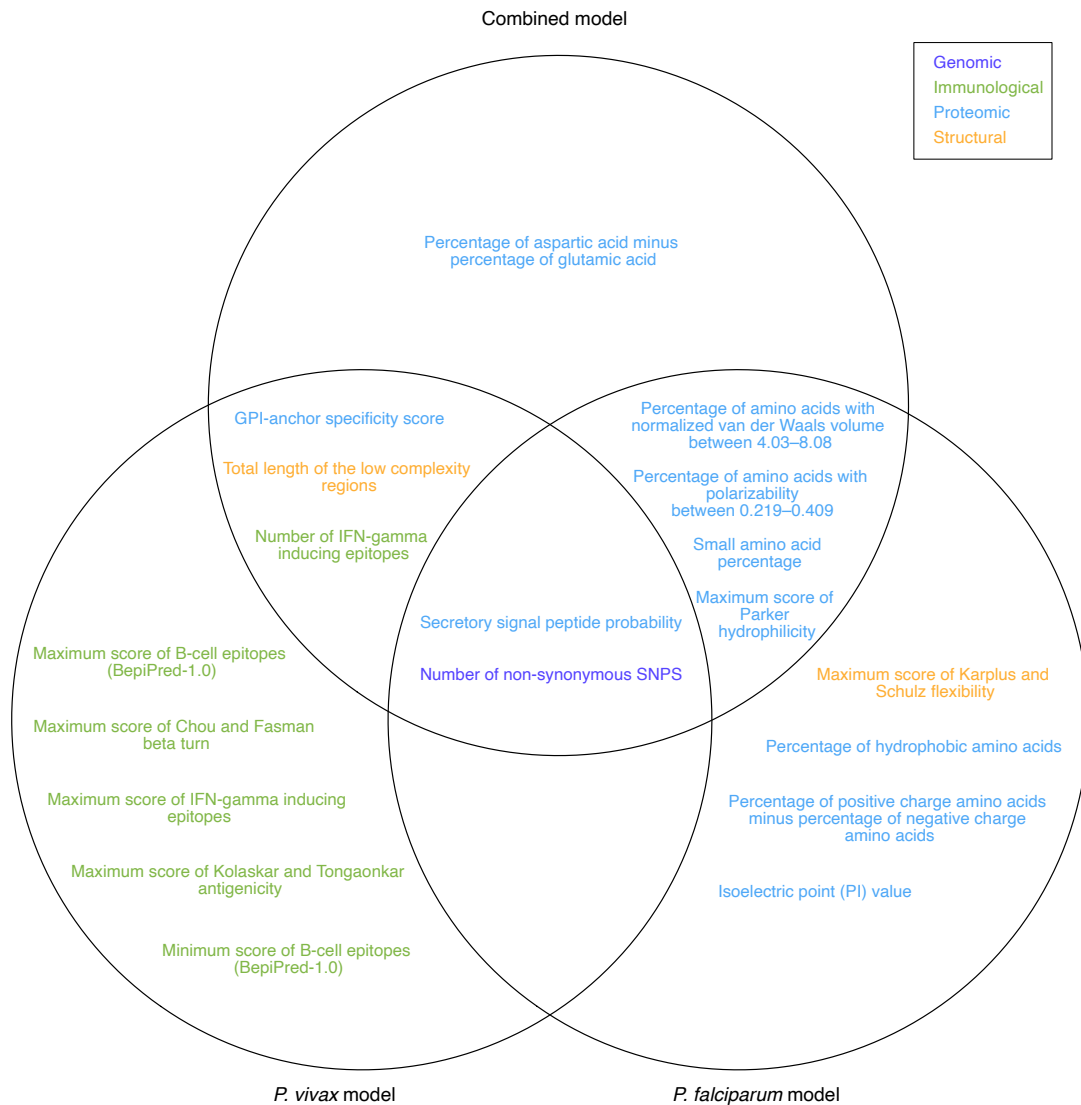 Combined model
Genomic
Immunological
Proteomic
Structural
Percentage of aspartic acid minus
percentage of glutamic acid
GPI-anchor specificity score
Total length of the low complexity
regions
Number of IFN-gamma
inducing epitopes
Percentage of amino acids with
normalized van der Waals volume
between 4.03–8.08
Percentage of amino acids with
polarizability
between 0.219–0.409
Small amino acid
percentage
Maximum score of
Parker
hydrophilicity
Secretory signal peptide probability
Number of non-synonymous SNPS
Maximum score of B-cell epitopes
(BepiPred-1.0)
Maximum score of Chou and Fasman
beta turn
Maximum score of IFN-gamma inducing
epitopes
Maximum score of Kolaskar and Tongaonkar
antigenicity
Minimum score of B-cell epitopes
(BepiPred-1.0)
Maximum score of Karplus and
Schulz flexibility
Percentage of hydrophobic amino acids
Percentage of positive charge amino acids
minus percentage of negative charge
amino acids
Isoelectric point (PI) value
P. vivax model
P. falciparum model